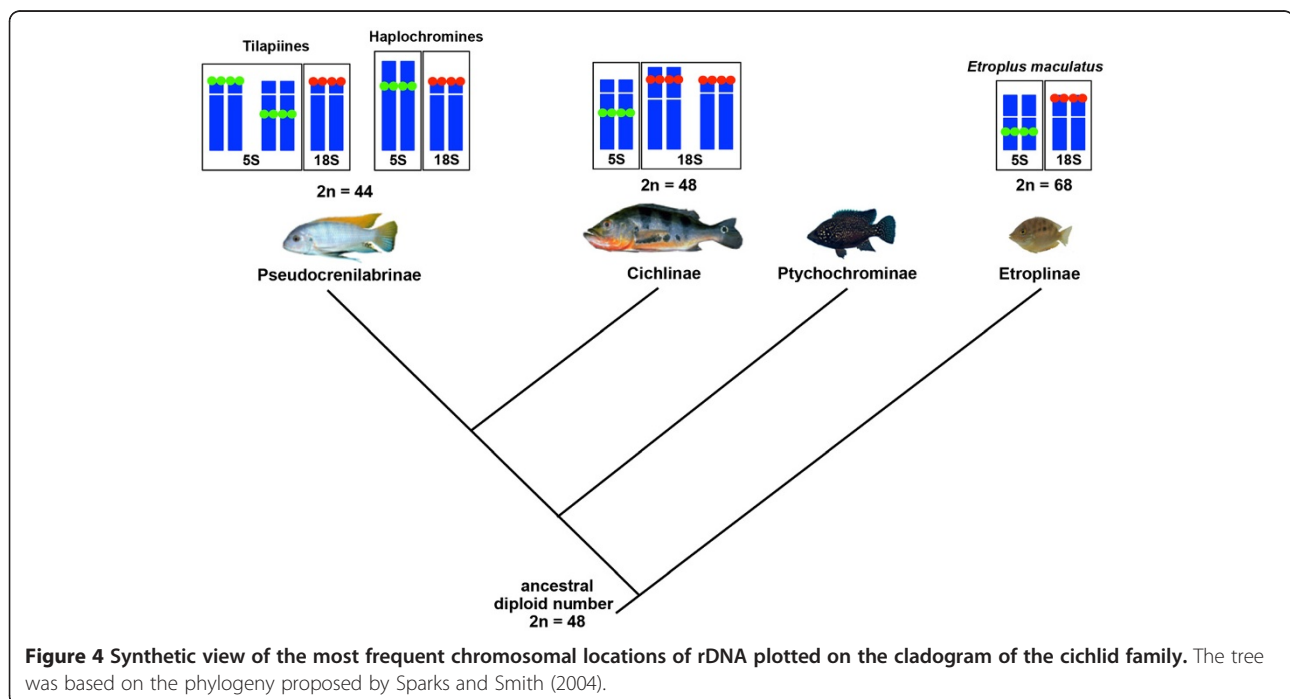 Tilapiines
Haplochromines
Etroplus maculatus
5S
18S
5S
18S
5S
18S
5S
18S
2n = 44
2n = 48
2n = 68
Pseudocrenilabrinae
Cichlinae
Ptychochrominae
Etroplinae
ancestral
diploid number
2n = 48
Figure 4 Synthetic view of the most frequent chromosomal locations of rDNA plotted on the cladogram of the cichlid family. The tree
was based on the phylogeny proposed by Sparks and Smith (2004).